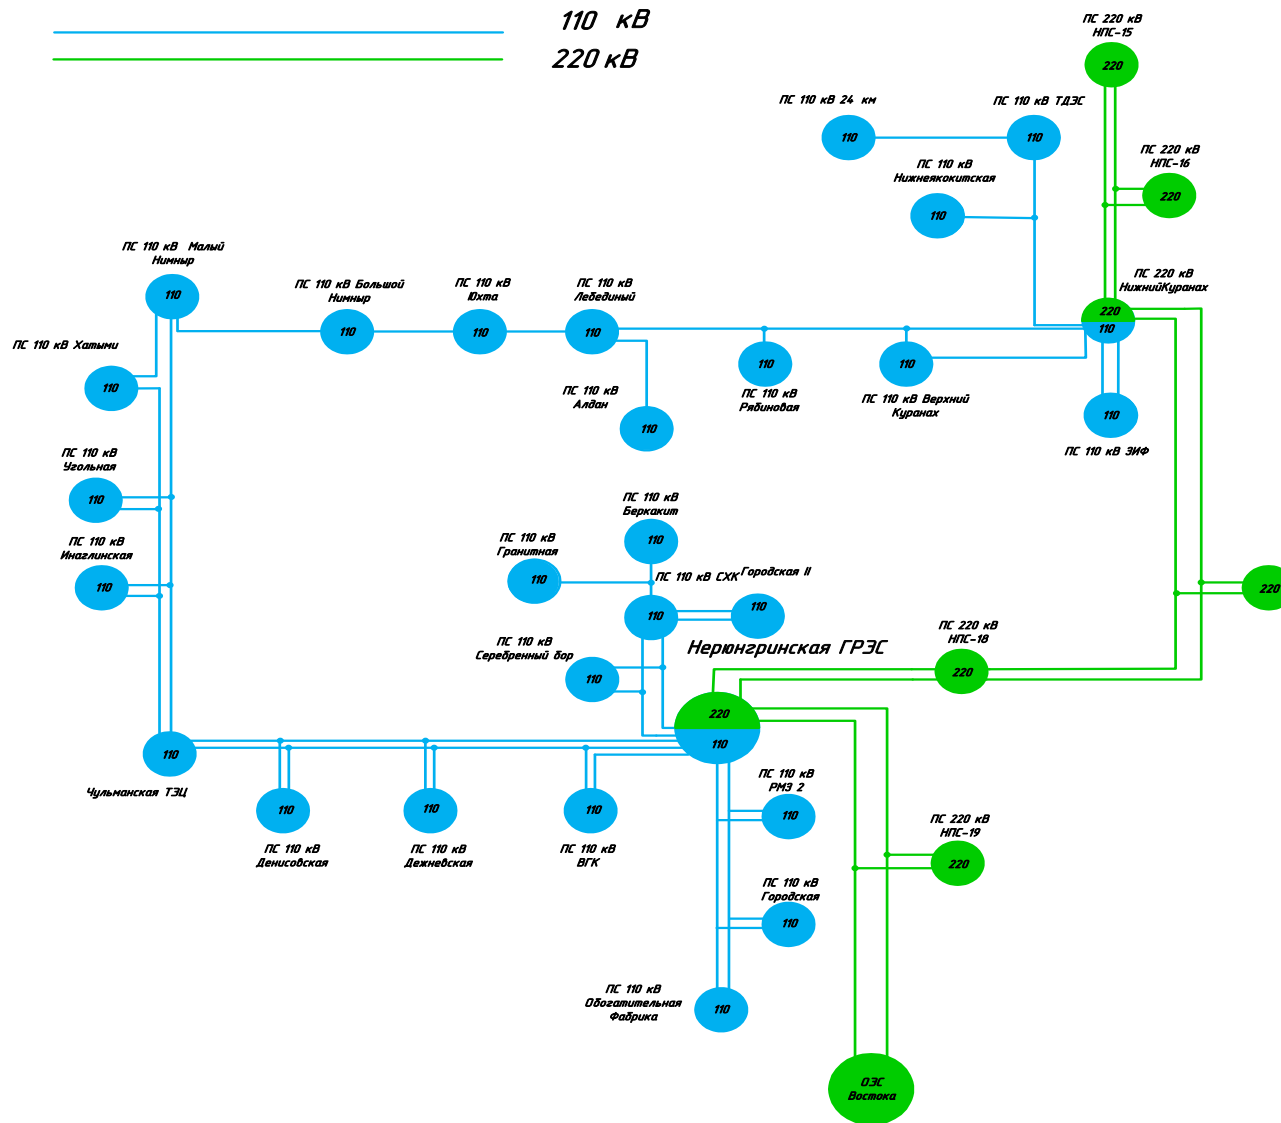 110 кВ
220 кВ
ПС 220 кВ
НПС-15
220
ПС 110 кВ 24 км
110
ПС 110 кВ ТДЭС
110
ПС 220 кВ
НПС-16
220
ПС 110 кВ
Нижнеякокитская
110
ПС 110 кВ Малый
Нимныр
110
ПС 110 кВ Большой
Нимныр
110
ПС 110 кВ
Юхта
110
ПС 110 кВ
Лебединый
110
ПС 220 кВ
НижнийКуранах
220
110
ПС 110 кВ Хатыми
110
ПС 110 кВ
Алдан
110
110
ПС 110 кВ
Рябиновая
110
ПС 110 кВ Верхний
Куранах
110
ПС 110 кВ ЗИФ
ПС 110 кВ
Угольная
110
ПС 110 кВ
Инаглинская
110
ПС 110 кВ
Беркакит
110
ПС 110 кВ
Гранитная
110
ПС 110 кВ СХК
110
Городская II
110
220
ПС 110 кВ
Серебренный бор
110
Нерюнгринская ГРЭС
220
110
ПС 220 кВ
НПС-18
220
110
Чульманская ТЭЦ
110
ПС 110 кВ
Денисовская
110
ПС 110 кВ
Дежневская
110
ПС 110 кВ
ВГК
ПС 110 кВ
РМЗ 2
110
ПС 220 кВ
НПС-19
220
ПС 110 кВ
Городская
110
ПС 110 кВ
Обогатительная
Фабрика
110
ОЭС
Востока